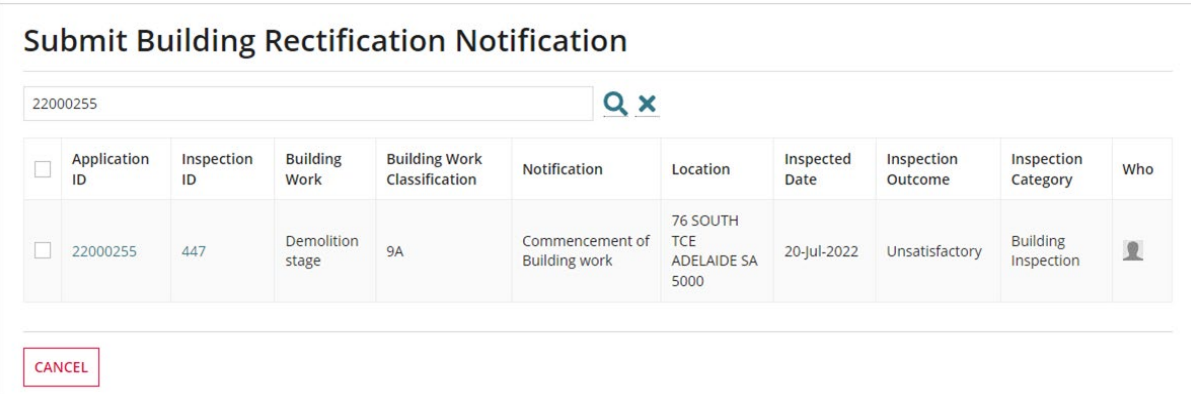 Submit Building Rectification Notification
22000255
Application ID
Inspection ID
Building Work
Building Work Classification
Notification
Location
Inspected Date
Inspection Outcome
Inspection Category
Who
22000255
447
Demolition stage
9A
Commencement of Building work
76 SOUTH TCE ADELAIDE SA 5000
20-Jul-2022
Unsatisfactory
Building Inspection
CANCEL